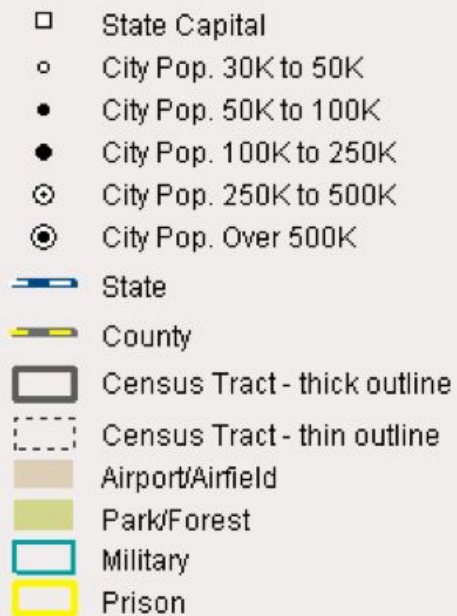 State Capital
City Pop. 30K to 50K
City Pop. 50K to 100K
City Pop. 100K to 250K
City Pop. 250K to 500K
City Pop. Over 500K
State
County
Census Tract - thick outline
Census Tract - thin outline
Airport/Airfield
Park/Forest
Military
Prison